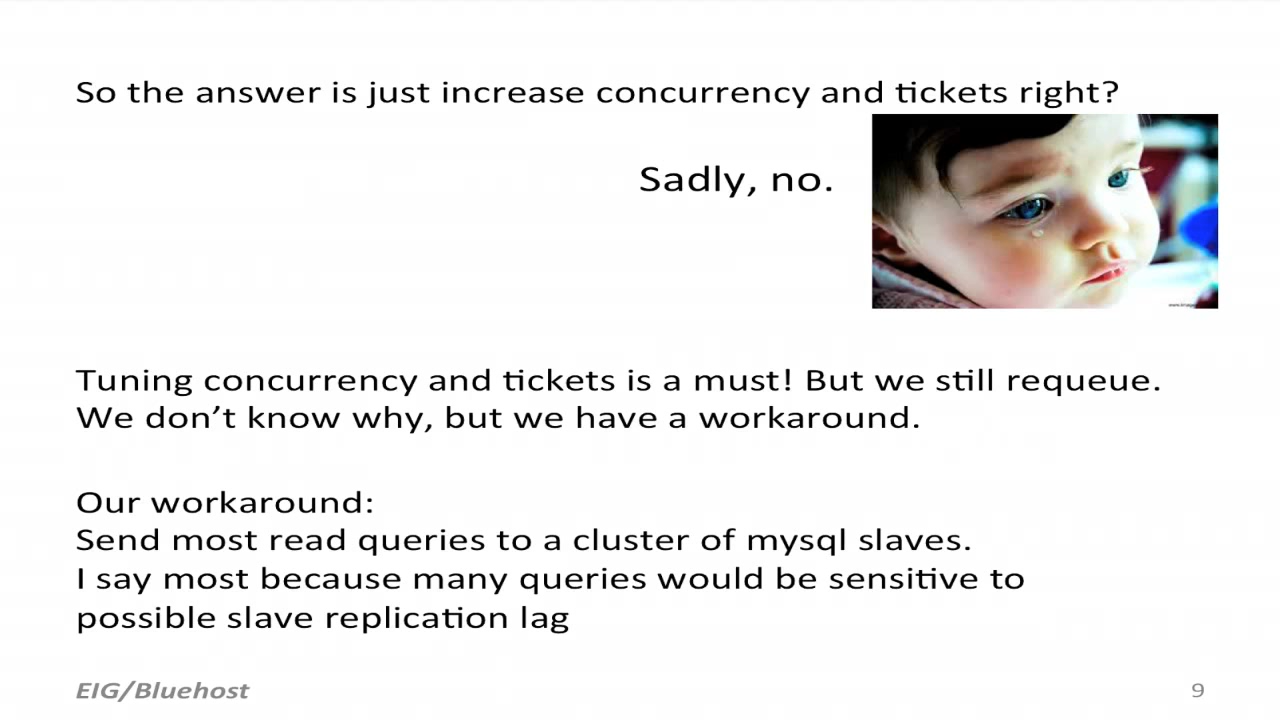 So the answer is just increase concurrency and tickets right?
Sadly, no.
Tuning concurrency and tickets is a must! But we still requeue.
We don’t know why, but we have a workaround.
Our workaround:
Send most read queries to a cluster of mysql slaves.
I say most because many queries would be sensitive to
possible slave replication lag
EIG/Bluehost
9